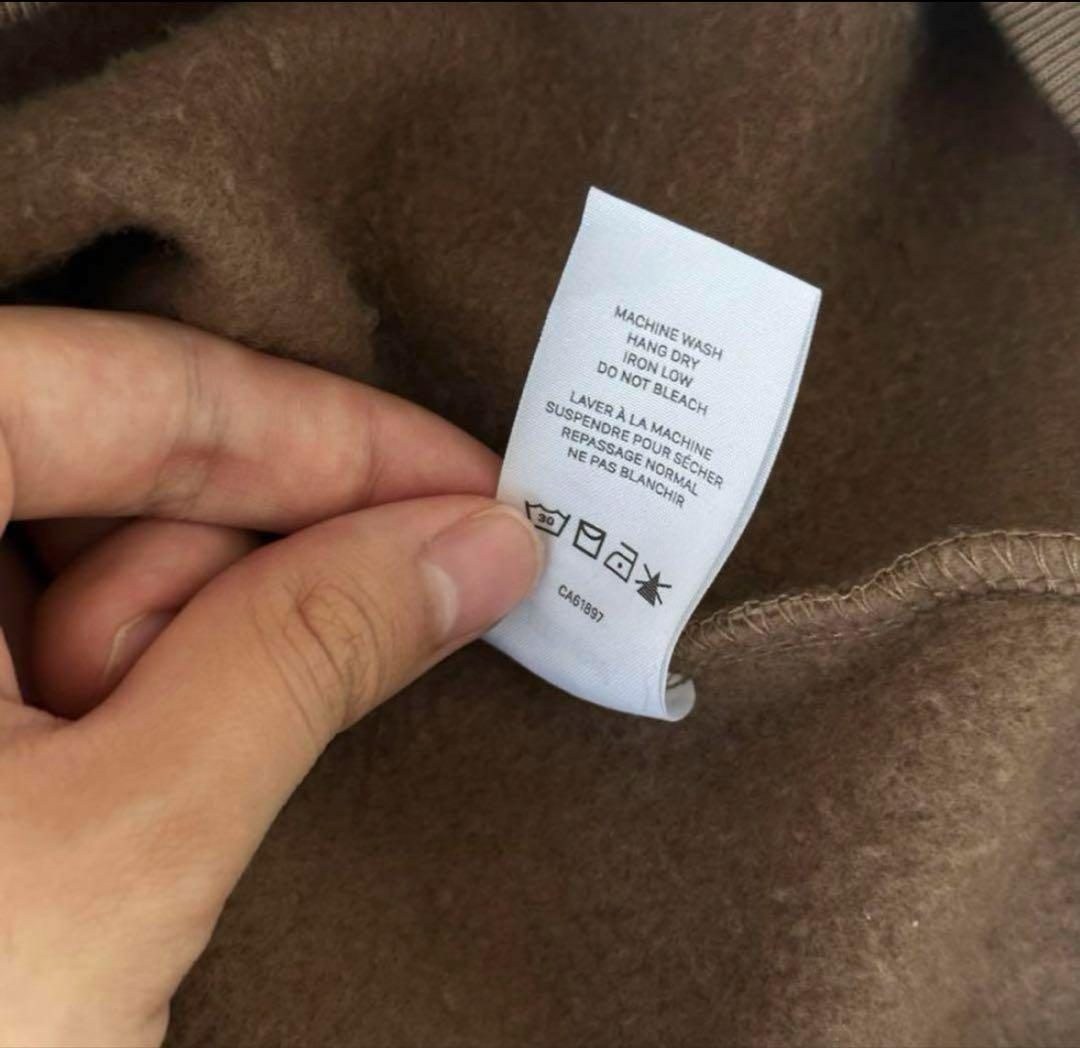 MACHINE WASH
HANG DRY
IRON LOW
DO NOT BLEACH
LAVER À LA MACHINE
SUSPENDRE POUR SÉCHER
REPASSAGE NORMAL
NE PAS BLANCHIR
30
CA61897